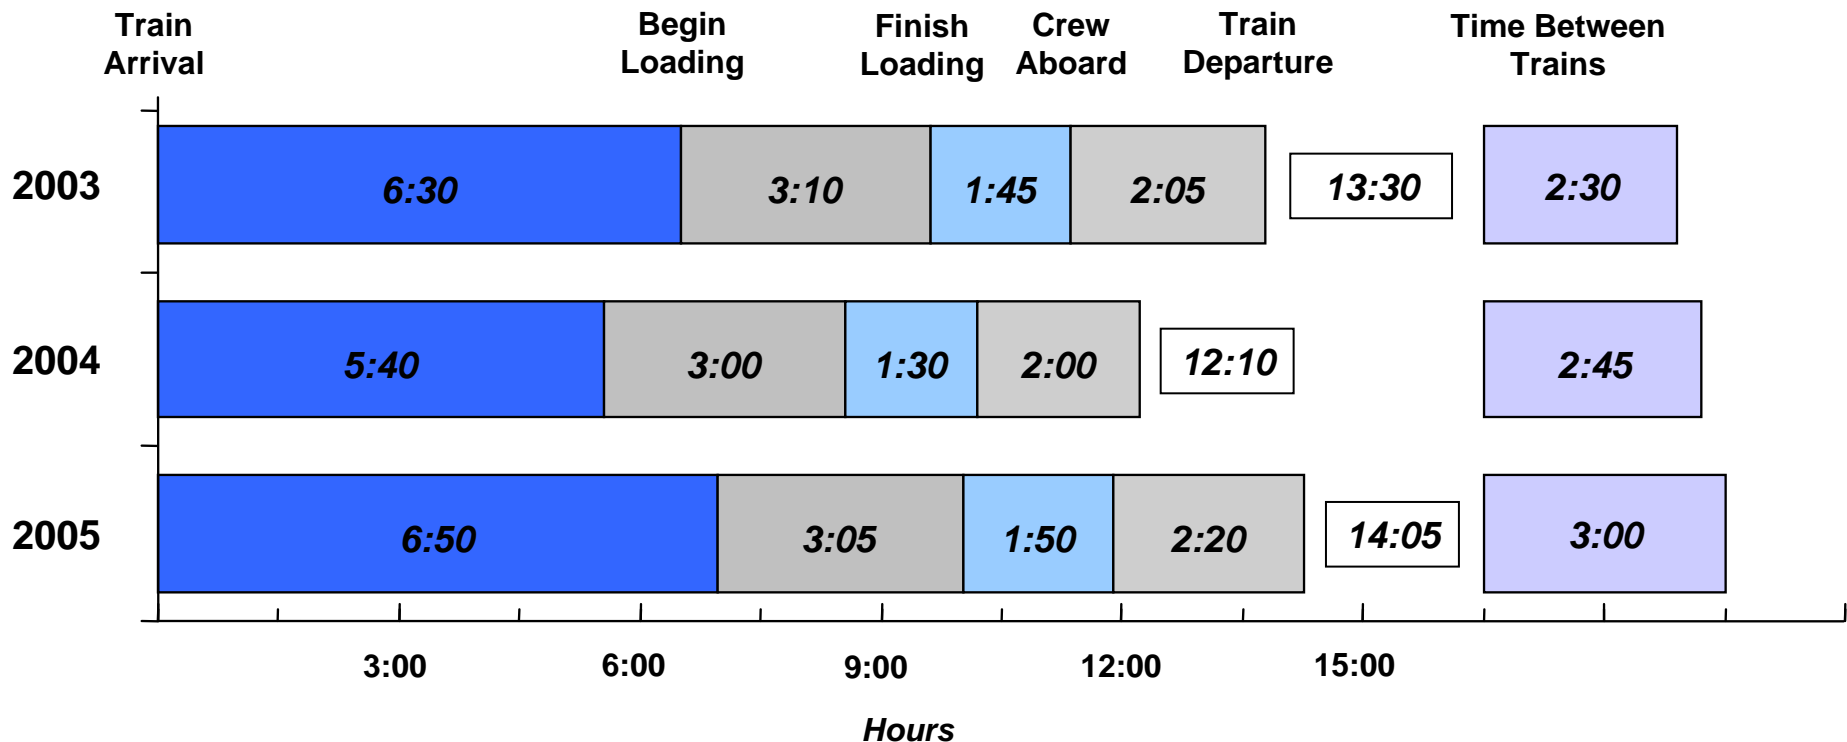 Train
Arrival
Begin
Loading
Finish
Loading
Crew
Aboard
Train
Departure
Time Between
Trains
2003
6:30
3:10
1:45
2:05
13:30
2:30
2004
5:40
3:00
1:30
2:00
12:10
2:45
2005
6:50
3:05
1:50
2:20
14:05
3:00
3:00
6:00
9:00
12:00
15:00
Hours